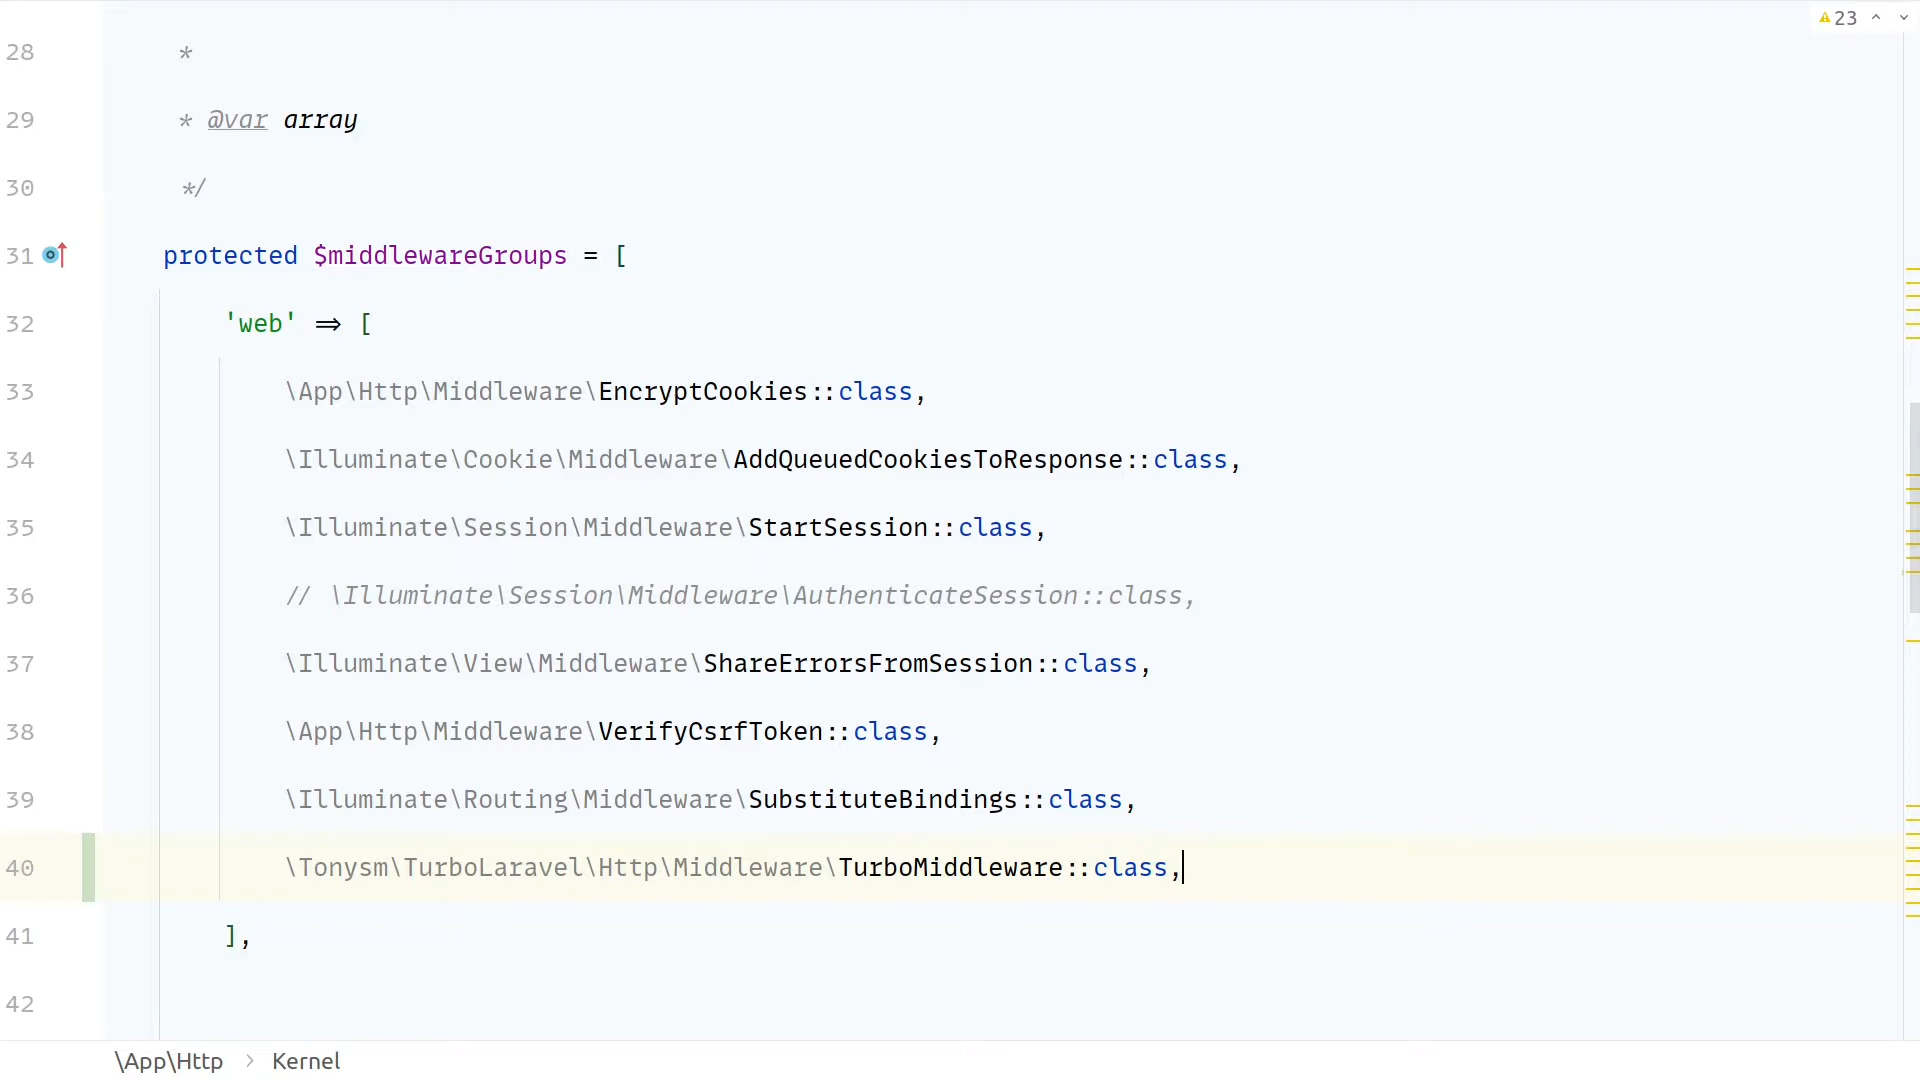 23
28 *
29 * @var array
30 */
31 protected $middlewareGroups = [
32 'web' => [
33 \App\Http\Middleware\EncryptCookies::class,
34 \Illuminate\Cookie\Middleware\AddQueuedCookiesToResponse::class,
35 \Illuminate\Session\Middleware\StartSession::class,
36 // \Illuminate\Session\Middleware\AuthenticateSession::class,
37 \Illuminate\View\Middleware\ShareErrorsFromSession::class,
38 \App\Http\Middleware\VerifyCsrfToken::class,
39 \Illuminate\Routing\Middleware\SubstituteBindings::class,
40 \Tonysm\TurboLaravel\Http\Middleware\TurboMiddleware::class,
41 ],
42
\App\Http > Kernel